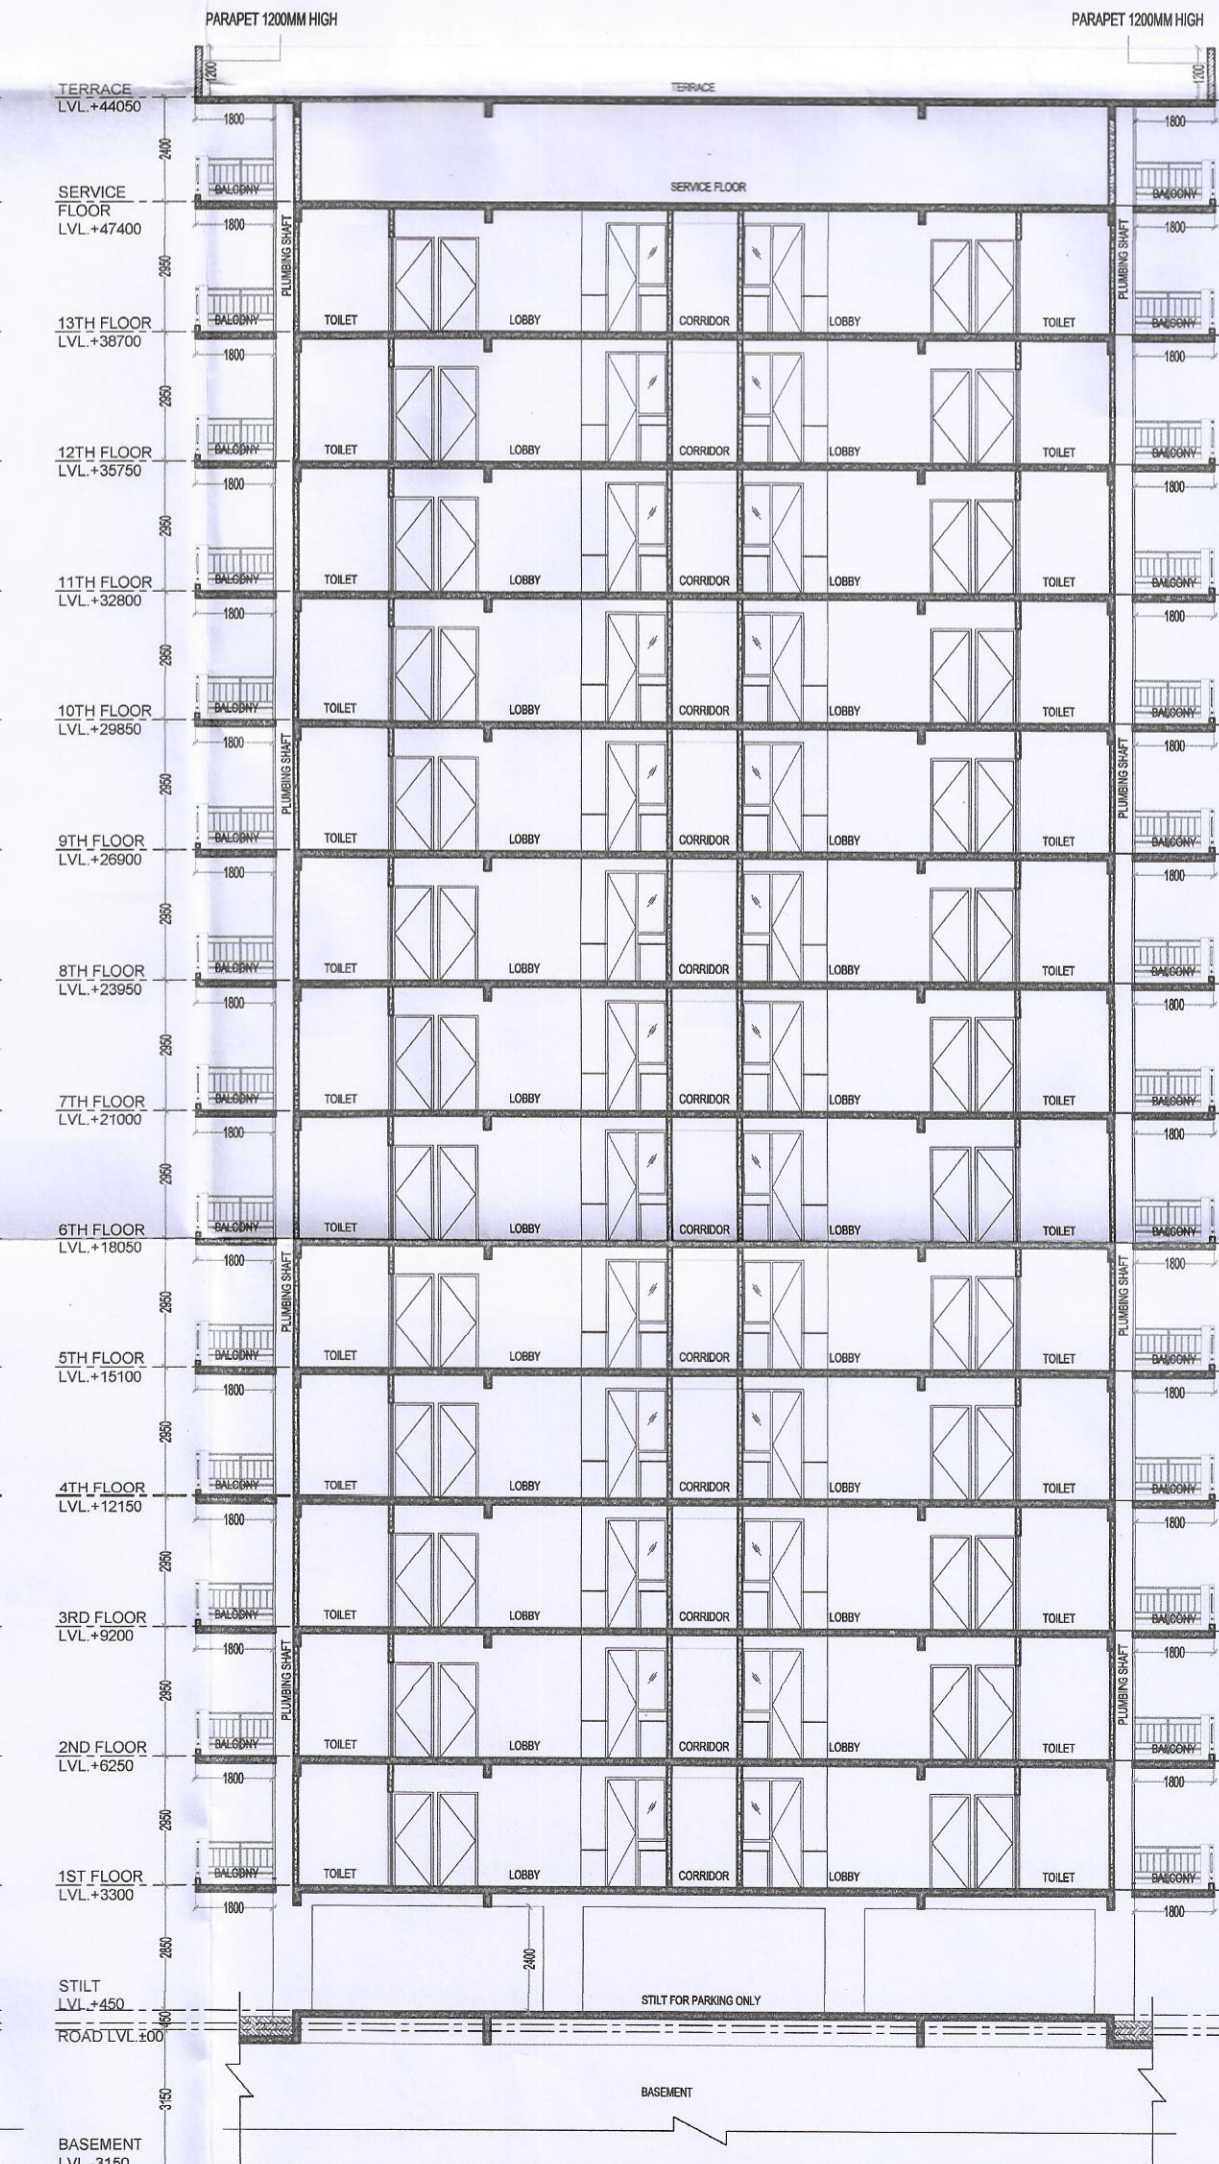 PARAPET 1200MM HIGH PARAPET 1200MM HIGH
1200 1200
TERRACE TERRACE
LVL.+44050
1800 1800
2400
SERVICE SERVICE FLOOR
BALCONY BALCONY
FLOOR
LVL.+47400
1800 1800
PLUMBING SHAFT PLUMBING SHAFT
2950
13TH FLOOR BALCONY TOILET LOBBY CORRIDOR LOBBY TOILET BALCONY
LVL.+38700
1800 1800
2950
12TH FLOOR BALCONY TOILET LOBBY CORRIDOR LOBBY TOILET BALCONY
LVL.+35750
1800 1800
2950
11TH FLOOR BALCONY TOILET LOBBY CORRIDOR LOBBY TOILET BALCONY
LVL.+32800
1800 1800
2950
10TH FLOOR BALCONY TOILET LOBBY CORRIDOR LOBBY TOILET BALCONY
LVL.+29850
1800 1800
PLUMBING SHAFT PLUMBING SHAFT
2950
9TH FLOOR BALCONY TOILET LOBBY CORRIDOR LOBBY TOILET BALCONY
LVL.+26900
1800 1800
2950
8TH FLOOR BALCONY TOILET LOBBY CORRIDOR LOBBY TOILET BALCONY
LVL.+23950
1800 1800
2950
7TH FLOOR BALCONY TOILET LOBBY CORRIDOR LOBBY TOILET BALCONY
LVL.+21000
1800 1800
2950
6TH FLOOR BALCONY TOILET LOBBY CORRIDOR LOBBY TOILET BALCONY
LVL.+18050
1800 1800
PLUMBING SHAFT PLUMBING SHAFT
2950
5TH FLOOR BALCONY TOILET LOBBY CORRIDOR LOBBY TOILET BALCONY
LVL.+15100
1800 1800
2950
4TH FLOOR BALCONY TOILET LOBBY CORRIDOR LOBBY TOILET BALCONY
LVL.+12150
1800 1800
2950
3RD FLOOR BALCONY TOILET LOBBY CORRIDOR LOBBY TOILET BALCONY
LVL.+9200
1800 1800
PLUMBING SHAFT PLUMBING SHAFT
2950
2ND FLOOR BALCONY TOILET LOBBY CORRIDOR LOBBY TOILET BALCONY
LVL.+6250
1800 1800
2950
1ST FLOOR BALCONY TOILET LOBBY CORRIDOR LOBBY TOILET BALCONY
LVL.+3300
1800 1800
2850 2400
STILT
LVL.+450 STILT FOR PARKING ONLY
450
ROAD LVL.±00
3150 BASEMENT
BASEMENT
LVL.-3150